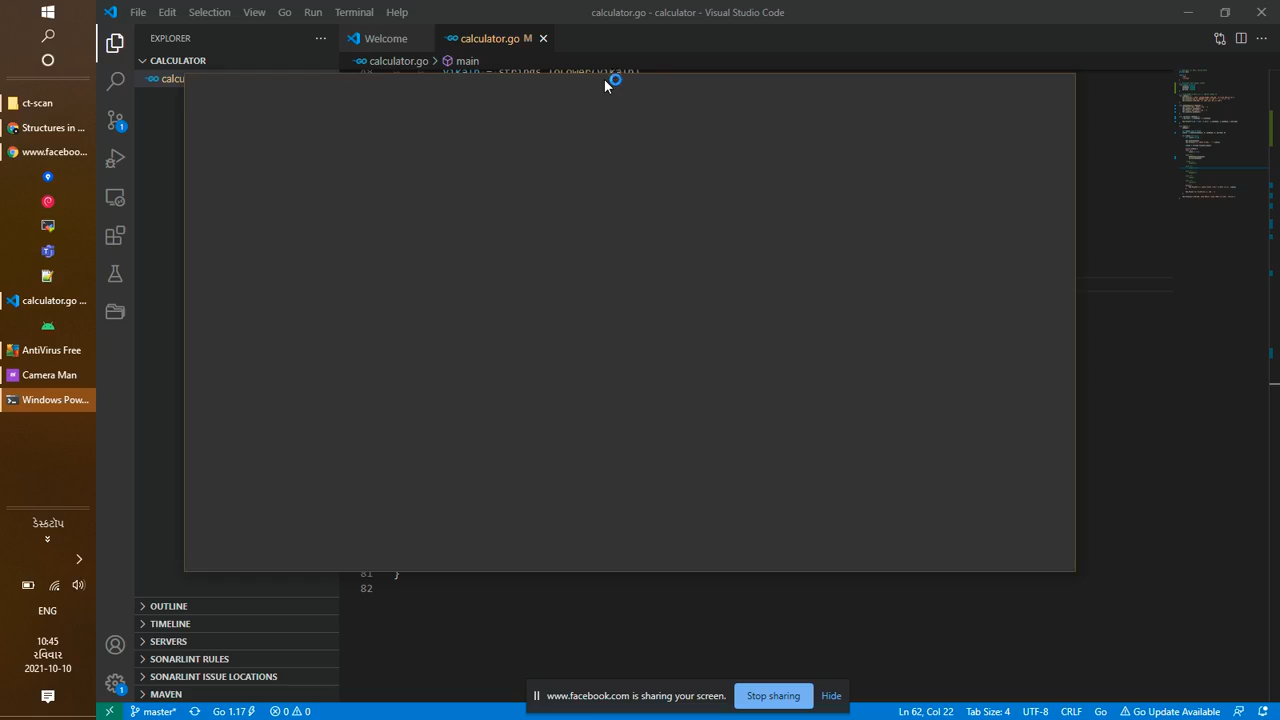 File Edit Selection View Go Run Terminal Help
calculator.go - calculator - Visual Studio Code
EXPLORER
Welcome
calculator.go M
CALCULATOR
calculator.go > main
calcu
ct-scan
Structures in ...
www.faceboo...
calculator.go ...
AntiVirus Free
Camera Man
Windows Pow...
81 }
82
ડેસ્કટોપ
ENG
10:45
રવિવાર
2021-10-10
OUTLINE
TIMELINE
SERVERS
SONARLINT RULES
SONARLINT ISSUE LOCATIONS
MAVEN
1
1
www.facebook.com is sharing your screen.
Stop sharing
Hide
master*
Go 1.17
0
0
Ln 62, Col 22
Tab Size: 4
UTF-8
CRLF
Go
Go Update Available